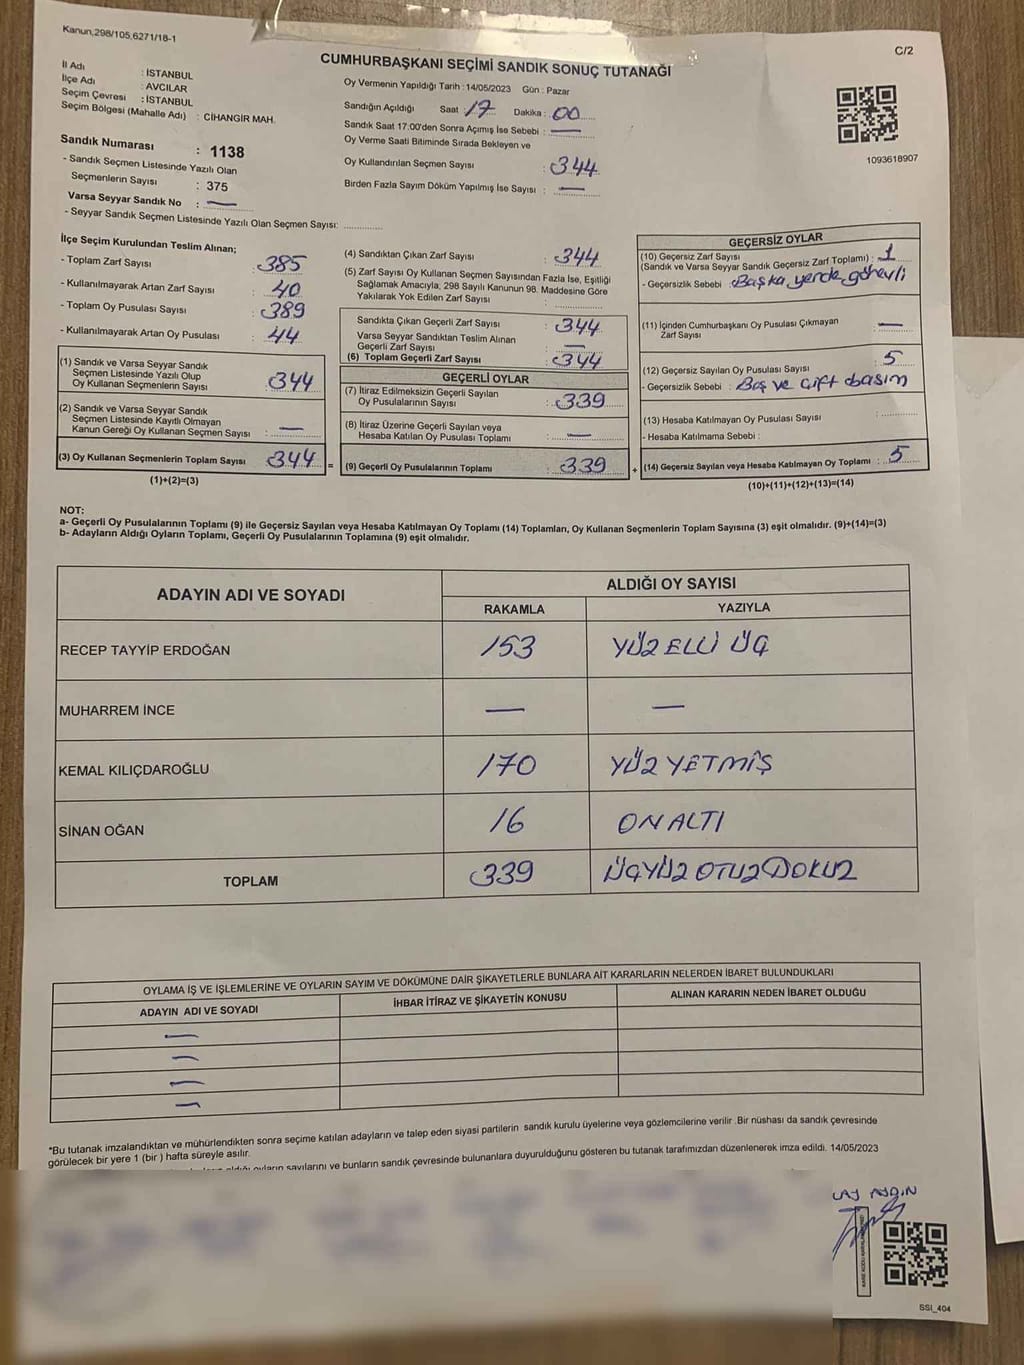 Kanun,298/105,6271/18-1
C/2
CUMHURBAŞKANI SEÇİMİ SANDIK SONUÇ TUTANAĞI
İl Adı : İSTANBUL
İlçe Adı : AVCILAR
Seçim Çevresi : İSTANBUL
Seçim Bölgesi (Mahalle Adı) : CİHANGİR MAH.
Sandık Numarası : 1138
- Sandık Seçmen Listesinde Yazılı Olan
Seçmenlerin Sayısı : 375
Varsa Seyyar Sandık No : —
- Seyyar Sandık Seçmen Listesinde Yazılı Olan Seçmen Sayısı:
Oy Vermenin Yapıldığı Tarih : 14/05/2023 Gün : Pazar
Sandığın Açıldığı Saat : 17 Dakika : 00
Sandık Saat 17.00'den Sonra Açımış İse Sebebi : —
Oy Verme Saati Bitiminde Sırada Bekleyen ve
Oy Kullandırılan Seçmen Sayısı : 344
Birden Fazla Sayım Döküm Yapılmış İse Sayısı : —
1093618907
İlçe Seçim Kurulundan Teslim Alınan;
- Toplam Zarf Sayısı : 385
- Kullanılmayarak Artan Zarf Sayısı : 40
- Toplam Oy Pusulası Sayısı : 389
- Kullanılmayarak Artan Oy Pusulası : 44
(1) Sandık ve Varsa Seyyar Sandık
Seçmen Listesinde Yazılı Olup
Oy Kullanan Seçmenlerin Sayısı : 344
(2) Sandık ve Varsa Seyyar Sandık
Seçmen Listesinde Kayıtlı Olmayan
Kanun Gereği Oy Kullanan Seçmen Sayısı : —
(3) Oy Kullanan Seçmenlerin Toplam Sayısı 344 =
(1)+(2)=(3)
(4) Sandıktan Çıkan Zarf Sayısı : 344
(5) Zarf Sayısı Oy Kullanan Seçmen Sayısından Fazla İse, Eşitliği
Sağlamak Amacıyla, 298 Sayılı Kanunun 98. Maddesine Göre
Yakılarak Yok Edilen Zarf Sayısı :
Sandıkta Çıkan Geçerli Zarf Sayısı : 344
Varsa Seyyar Sandıktan Teslim Alınan
Geçerli Zarf Sayısı : —
(6) Toplam Geçerli Zarf Sayısı : 344
GEÇERLİ OYLAR
(7) İtiraz Edilmeksizin Geçerli Sayılan
Oy Pusulalarının Sayısı : 339
(8) İtiraz Üzerine Geçerli Sayılan veya
Hesaba Katılan Oy Pusulası Toplamı : —
(9) Geçerli Oy Pusulalarının Toplamı : 339 +
GEÇERSİZ OYLAR
(10) Geçersiz Zarf Sayısı
(Sandık ve Varsa Seyyar Sandık Geçersiz Zarf Toplamı) : 1
- Geçersizlik Sebebi : Başka yerde görevli
(11) İçinden Cumhurbaşkanı Oy Pusulası Çıkmayan
Zarf Sayısı : —
(12) Geçersiz Sayılan Oy Pusulası Sayısı : 5
- Geçersizlik Sebebi : Boş ve çift basım
(13) Hesaba Katılmayan Oy Pusulası Sayısı :
- Hesaba Katılmama Sebebi :
(14) Geçersiz Sayılan veya Hesaba Katılmayan Oy Toplamı : 5
(10)+(11)+(12)+(13)=(14)
NOT:
a- Geçerli Oy Pusulalarının Toplamı (9) ile Geçersiz Sayılan veya Hesaba Katılmayan Oy Toplamı (14) Toplamları, Oy Kullanan Seçmenlerin Toplam Sayısına (3) eşit olmalıdır. (9)+(14)=(3)
b- Adayların Aldığı Oyların Toplamı, Geçerli Oy Pusulalarının Toplamına (9) eşit olmalıdır.
ADAYIN ADI VE SOYADI
ALDIĞI OY SAYISI
RAKAMLA YAZIYLA
RECEP TAYYİP ERDOĞAN 153 YÜZ ELLİ ÜÇ
MUHARREM İNCE — —
KEMAL KILIÇDAROĞLU 170 YÜZ YETMİŞ
SİNAN OĞAN 16 ON ALTI
TOPLAM 339 ÜÇYÜZ OTUZ DOKUZ
OYLAMA İŞ VE İŞLEMLERİNE VE OYLARIN SAYIM VE DÖKÜMÜNE DAİR ŞİKAYETLERLE BUNLARA AİT KARARLARIN NELERDEN İBARET BULUNDUKLARI
ADAYIN ADI VE SOYADI İHBAR İTİRAZ VE ŞİKAYETİN KONUSU ALINAN KARARIN NEDEN İBARET OLDUĞU
—
—
—
—
*Bu tutanak imzalandıktan ve mühürlendikten sonra seçime katılan adayların ve talep eden siyasi partilerin sandık kurulu üyelerine veya gözlemcilerine verilir .Bir nüshası da sandık çevresinde
görülecek bir yere 1 (bir ) hafta süreyle asılır.
oyların sayılarını ve bunların sandık çevresinde bulunanlara duyurulduğunu gösteren bu tutanak tarafımızdan düzenlenerek imza edildi. 14/05/2023
AYDIN
SSI_404